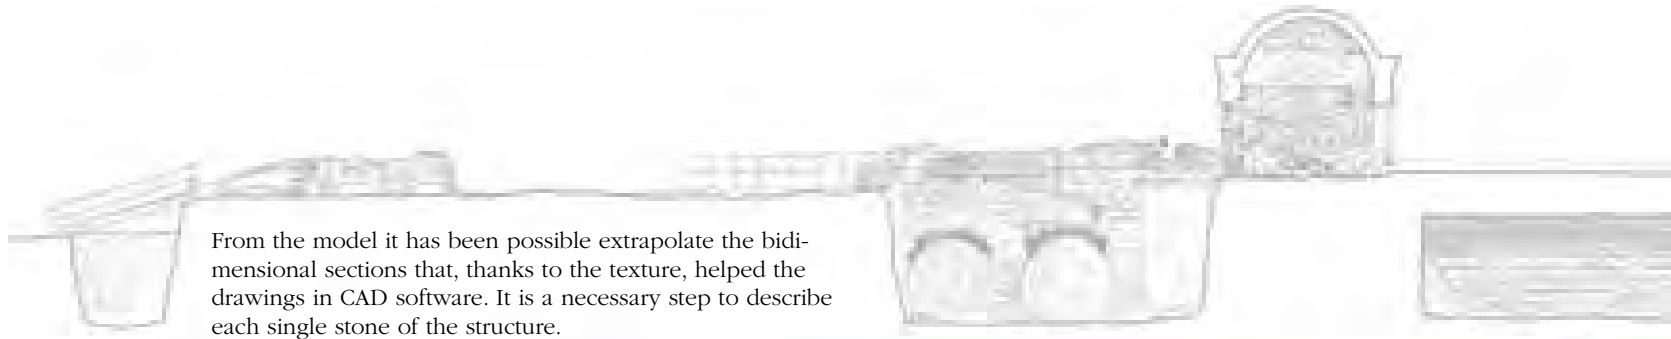 From the model it has been possible extrapolate the bidi-
mensional sections that, thanks to the texture, helped the
drawings in CAD software. It is a necessary step to describe
each single stone of the structure.